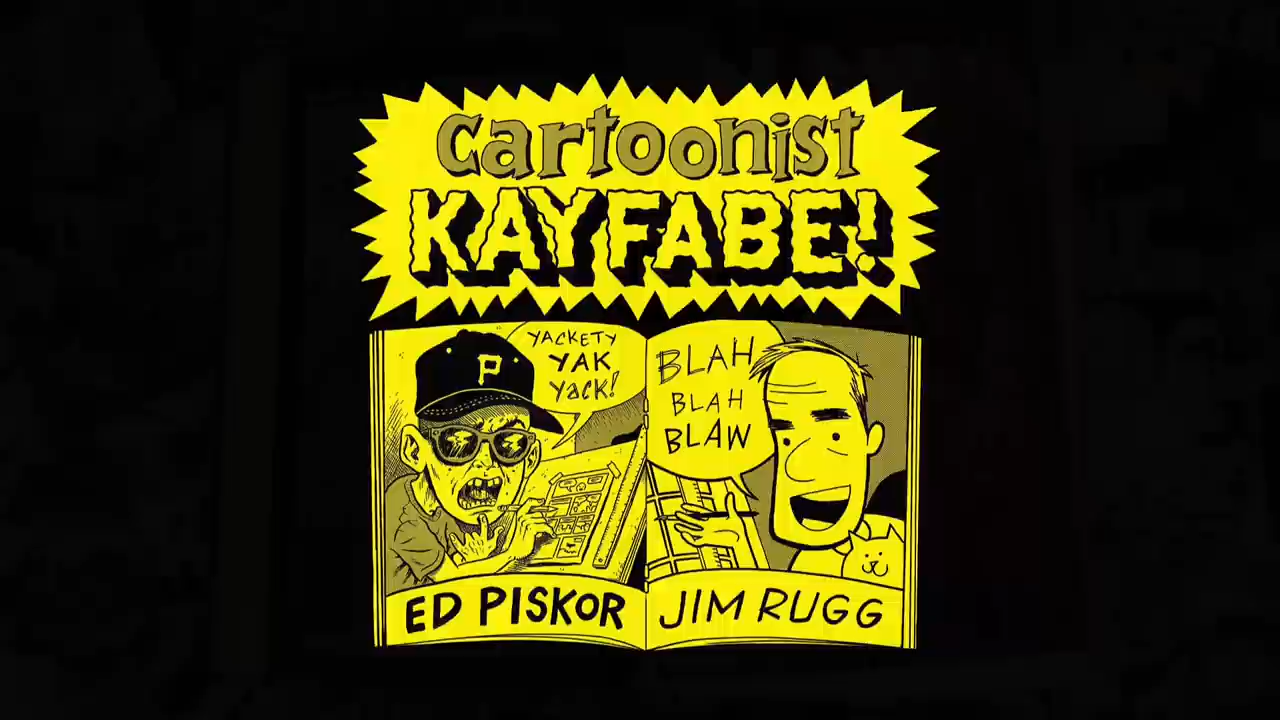 cartoonist
KAYFABE!
YACKETY
YAK
YACK!
BLAH
BLAH
BLAW
P
ED PISKOR
JIM RUGG